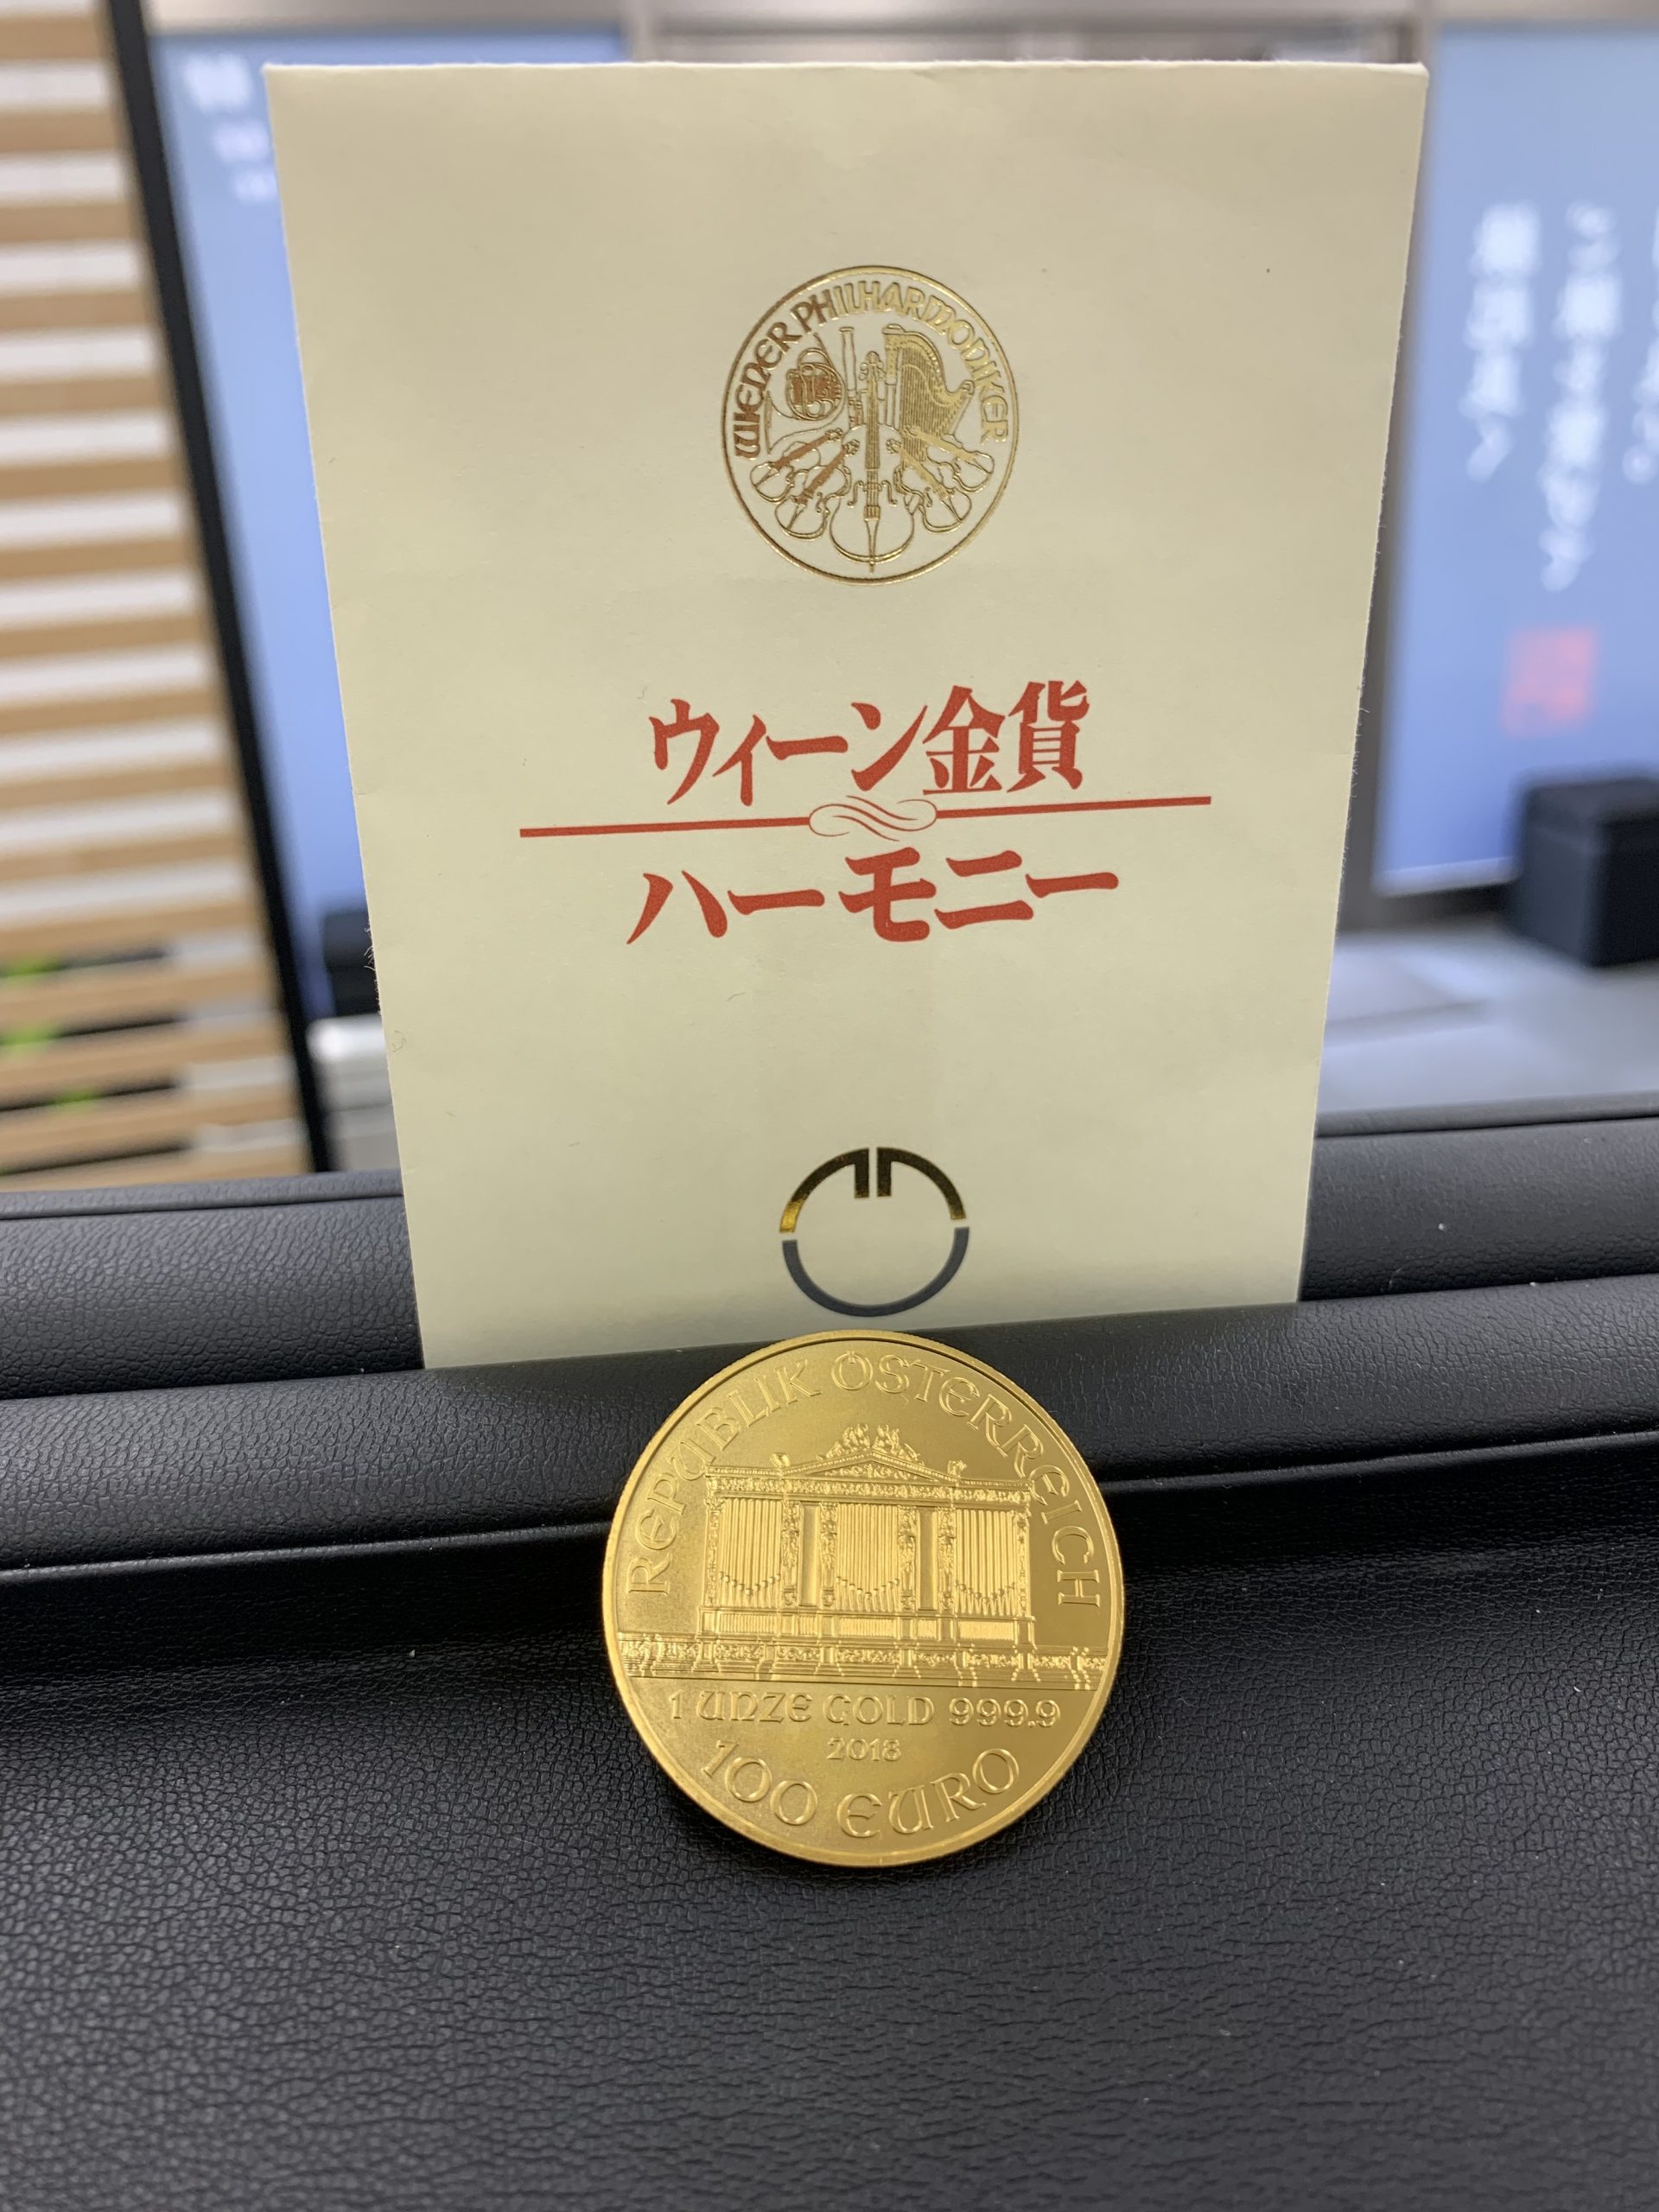 WIENER PHILHARMONIKER
ウィーン金貨
ハーモニー
REPUBLIK ÖSTERREICH
1 UNZE GOLD 999.9
2018
100 EURO